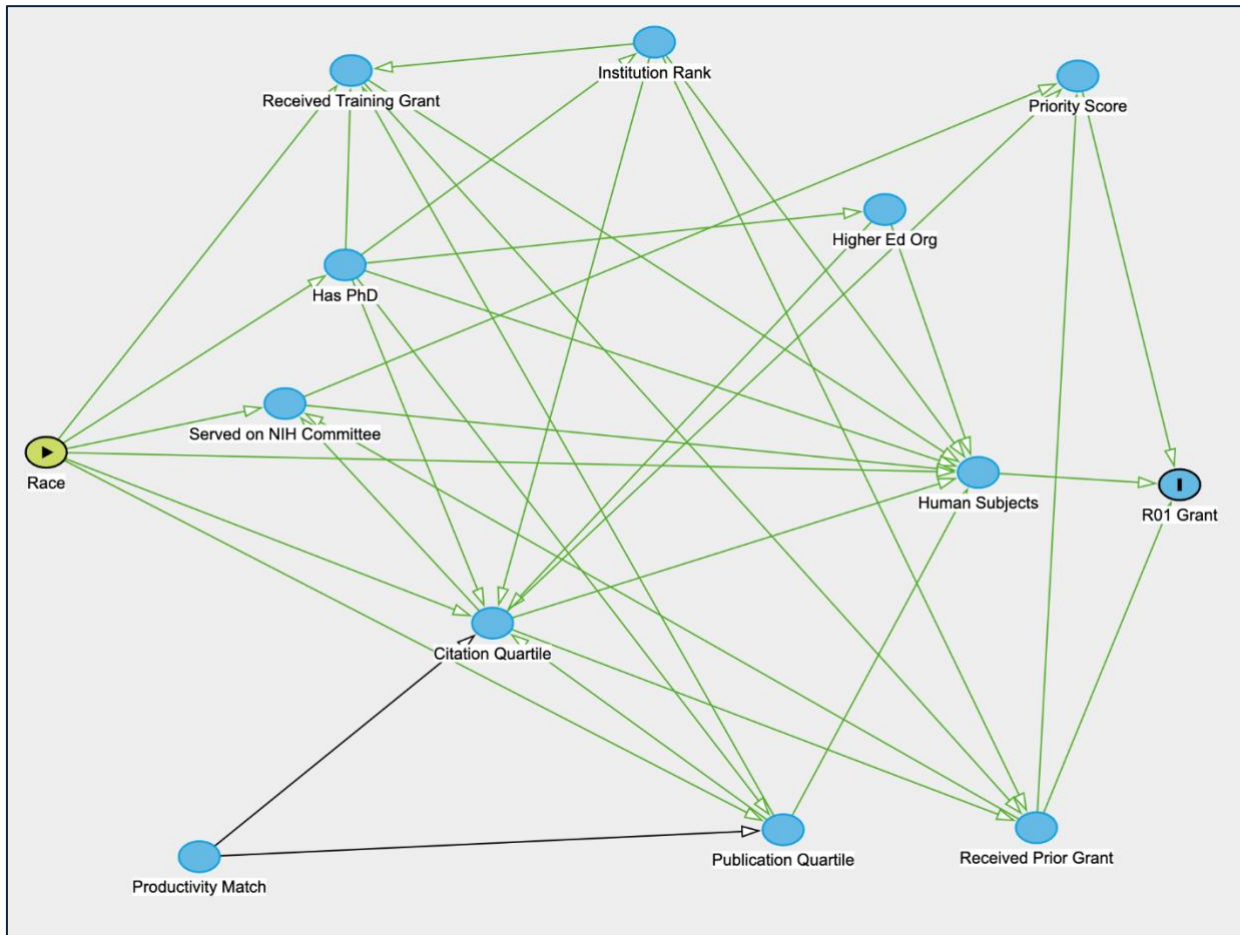 Institution Rank
Received Training Grant
Priority Score
Higher Ed Org
Has PhD
Served on NIH Committee
Race
Human Subjects
R01 Grant
Citation Quartile
Publication Quartile
Received Prior Grant
Productivity Match